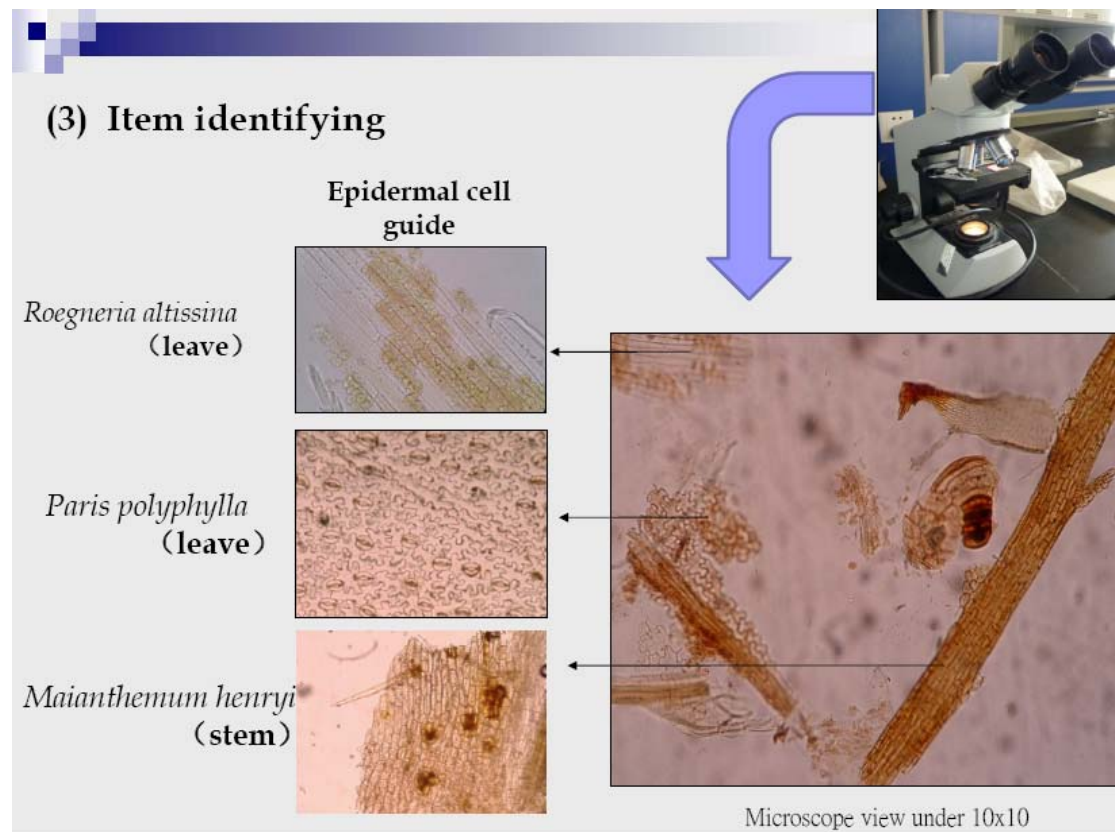 (3) Item identifying
Epidermal cell
guide
Roegneria altissina
（leave）
Paris polyphylla
（leave）
Maianthemum henryi
（stem）
Microscope view under 10x10